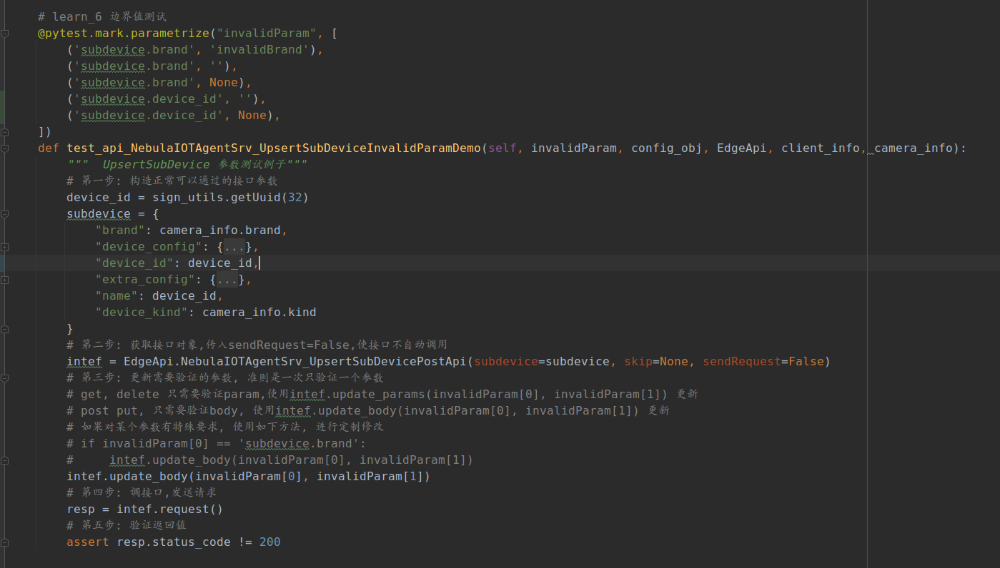 # learn_6 边界值测试
@pytest.mark.parametrize("invalidParam", [
    ('subdevice.brand', 'invalidBrand'),
    ('subdevice.brand', ''),
    ('subdevice.brand', None),
    ('subdevice.device_id', ''),
    ('subdevice.device_id', None),
])
def test_api_NebulaIOTAgentSrv_UpsertSubDeviceInvalidParamDemo(self, invalidParam, config_obj, EdgeApi, client_info, camera_info):
    """  UpsertSubDevice 参数测试例子"""
    # 第一步: 构造正常可以通过的接口参数
    device_id = sign_utils.getUuid(32)
    subdevice = {
        "brand": camera_info.brand,
        "device_config": {...},
        "device_id": device_id,
        "extra_config": {...},
        "name": device_id,
        "device_kind": camera_info.kind
    }
    # 第二步: 获取接口对象,传入sendRequest=False,使接口不自动调用
    intef = EdgeApi.NebulaIOTAgentSrv_UpsertSubDevicePostApi(subdevice=subdevice, skip=None, sendRequest=False)
    # 第三步: 更新需要验证的参数, 准则是一次只验证一个参数
    # get, delete 只需要验证param,使用intef.update_params(invalidParam[0], invalidParam[1]) 更新
    # post put, 只需要验证body, 使用intef.update_body(invalidParam[0], invalidParam[1]) 更新
    # 如果对某个参数有特殊要求, 使用如下方法, 进行定制修改
    # if invalidParam[0] == 'subdevice.brand':
    #     intef.update_body(invalidParam[0], invalidParam[1])
    intef.update_body(invalidParam[0], invalidParam[1])
    # 第四步: 调接口,发送请求
    resp = intef.request()
    # 第五步: 验证返回值
    assert resp.status_code != 200